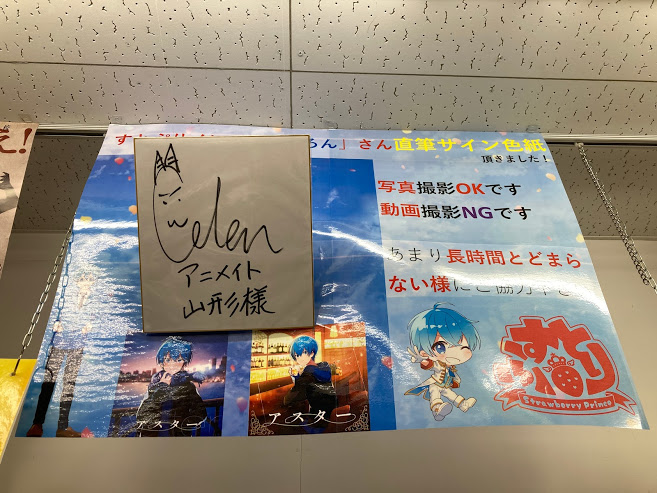 え!
ろん」さん直筆サイン色紙
頂きました!
写真撮影OKです
動画撮影NGです
あまり長時間とどまら
ない様に
アニメイト
山形様
アスター
アスター
すとぷり
Strawberry Prince